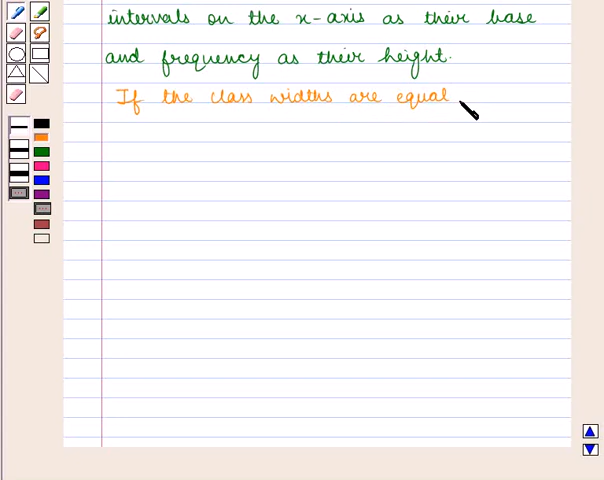 intervals on the x-axis as their base
and frequency as their height.
If the class widths are equal